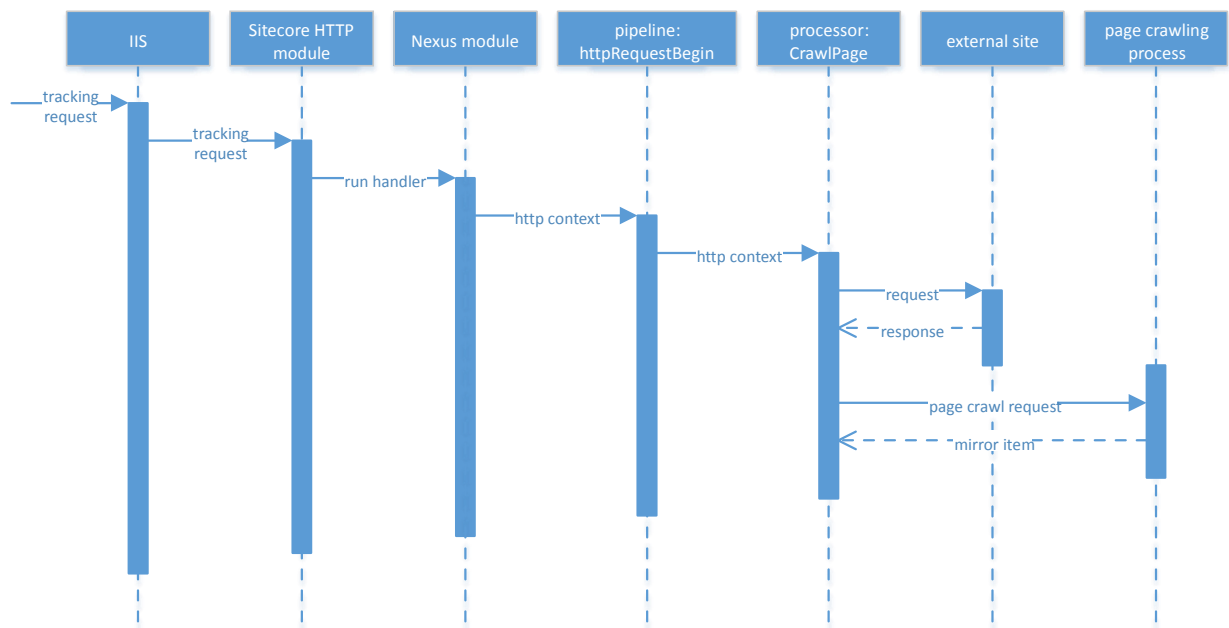 IIS
Sitecore HTTP
module
Nexus module
pipeline:
httpRequestBegin
processor:
CrawlPage
external site
page crawling
process
tracking
request
tracking
request
run handler
http context
http context
request
response
page crawl request
mirror item